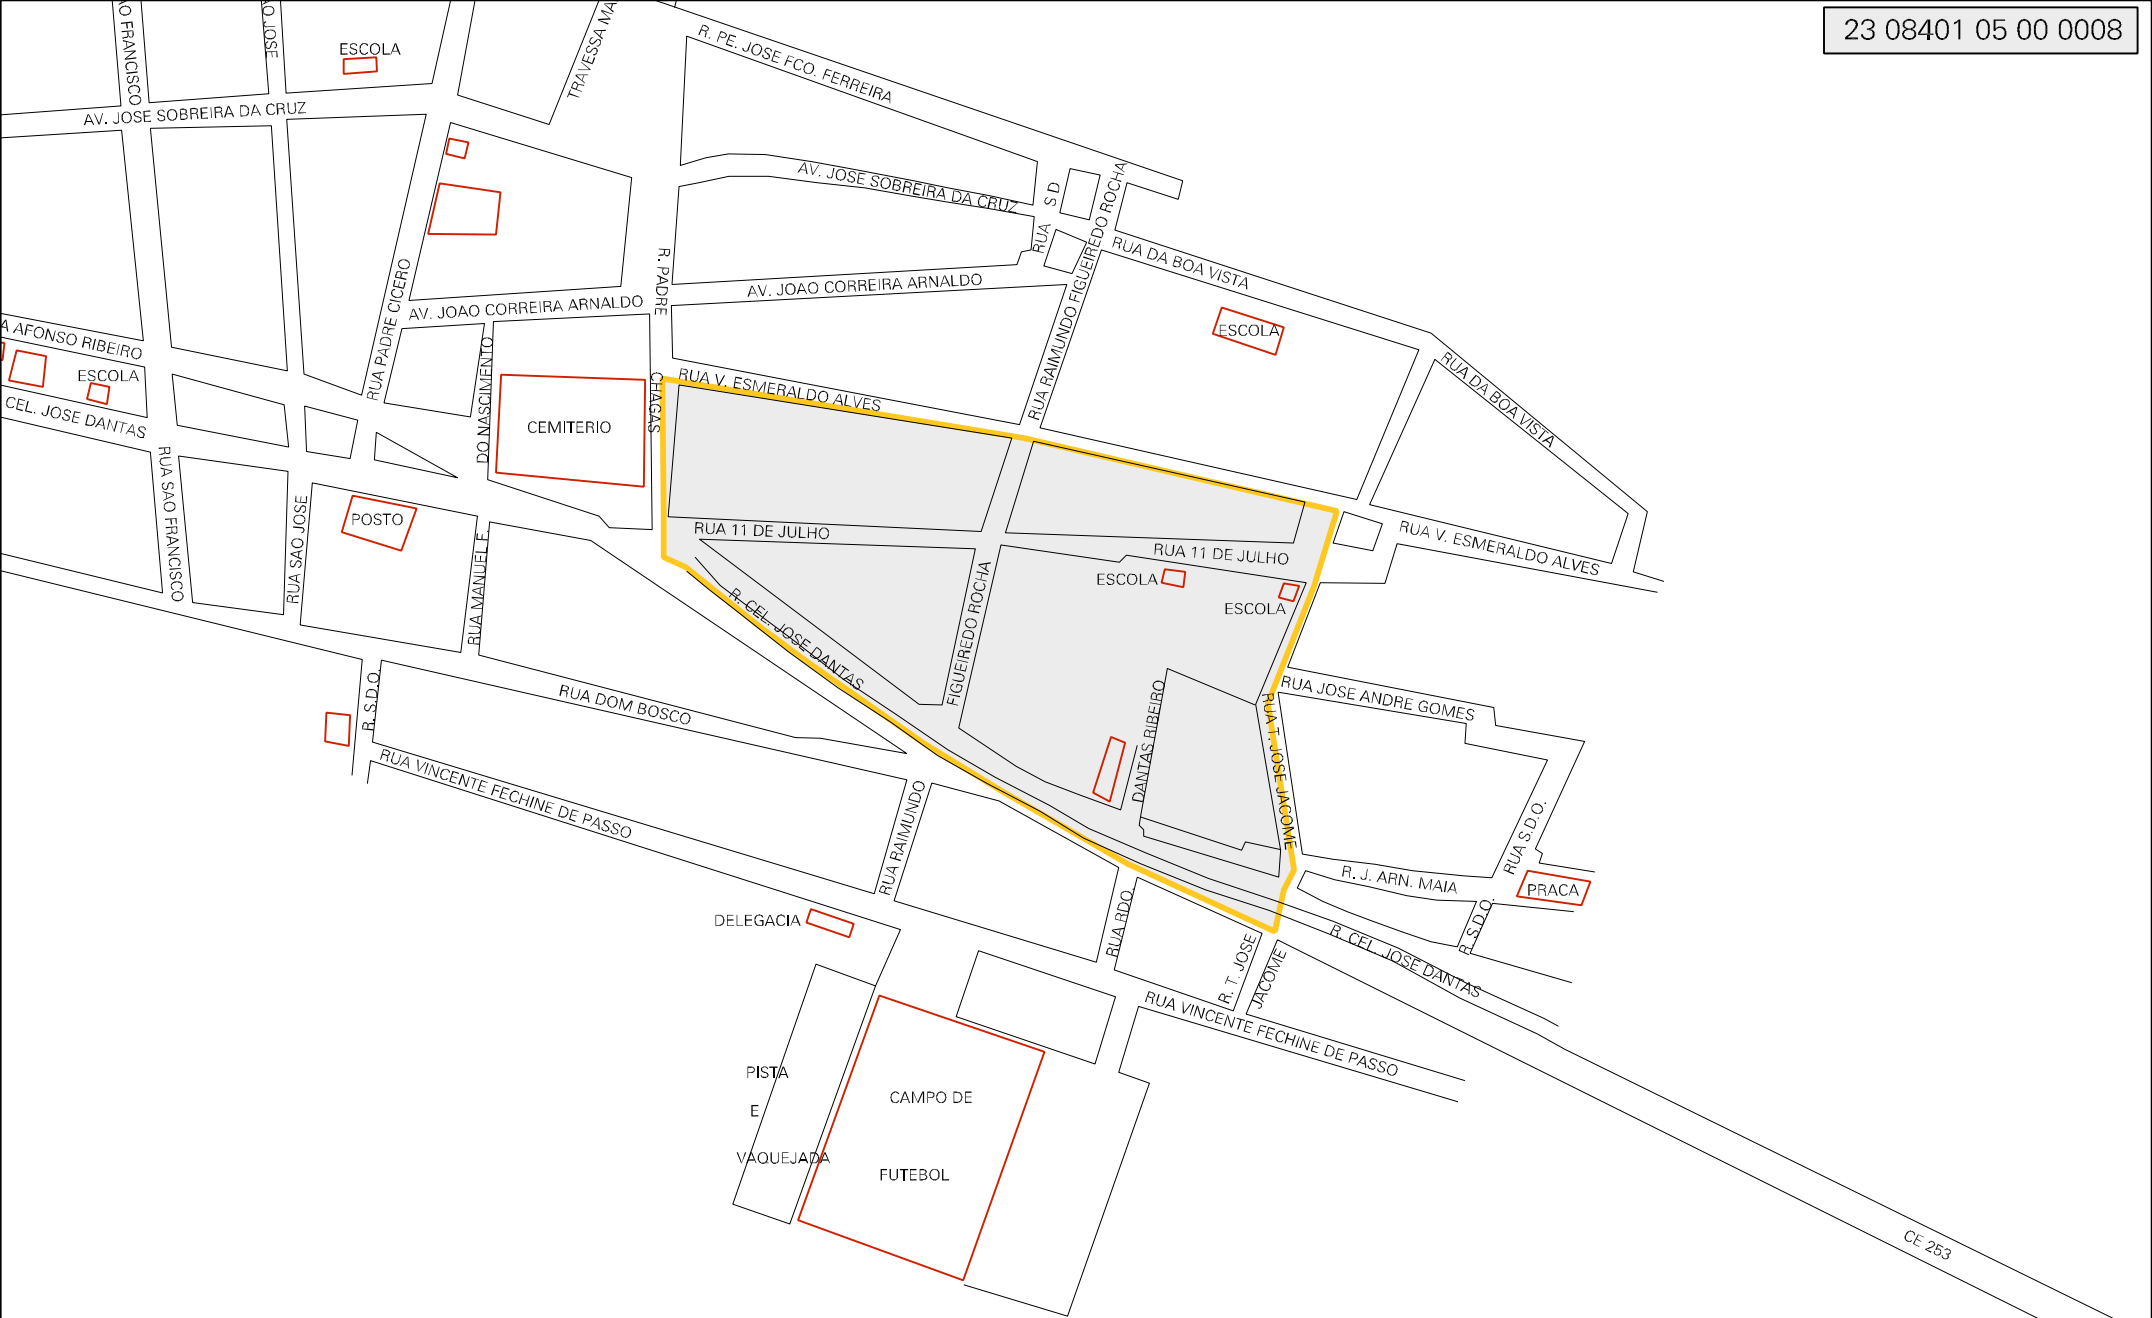 23 08401 05 00 0008
AO FRANCISCO
AO JOSE
ESCOLA
TRAVESSA MA
R. PE. JOSE FCO. FERREIRA
AV. JOSE SOBREIRA DA CRUZ
AV. JOSE SOBREIRA DA CRUZ
RUA S D
RUA RAIMUNDO FIGUEIREDO ROCHA
RUA DA BOA VISTA
R. PADRE
CHAGAS
AV. JOAO CORREIRA ARNALDO
AV. JOAO CORREIRA ARNALDO
RUA PADRE CICERO
A AFONSO RIBEIRO
ESCOLA
ESCOLA
RUA DA BOA VISTA
DO NASCIMENTO
RUA V. ESMERALDO ALVES
CEL. JOSE DANTAS
CEMITERIO
RUA SAO FRANCISCO
RUA SAO JOSE
POSTO
RUA MANUEL F.
RUA 11 DE JULHO
RUA 11 DE JULHO
RUA V. ESMERALDO ALVES
ESCOLA
ESCOLA
R. CEL. JOSE DANTAS
FIGUEIREDO ROCHA
DANTAS RIBEIRO
RUA JOSE ANDRE GOMES
RUA T. JOSE JACOME
R. S.D.O.
RUA DOM BOSCO
RUA VINCENTE FECHINE DE PASSO
RUA RAIMUNDO
RUA S.D.O.
R. J. ARN. MAIA
PRACA
DELEGACIA
RUA RDO.
R. S.D.O.
R. CEL. JOSE DANTAS
R. T. JOSE
JACOME
RUA VINCENTE FECHINE DE PASSO
PISTA
E
VAQUEJADA
CAMPO DE
FUTEBOL
CE 253